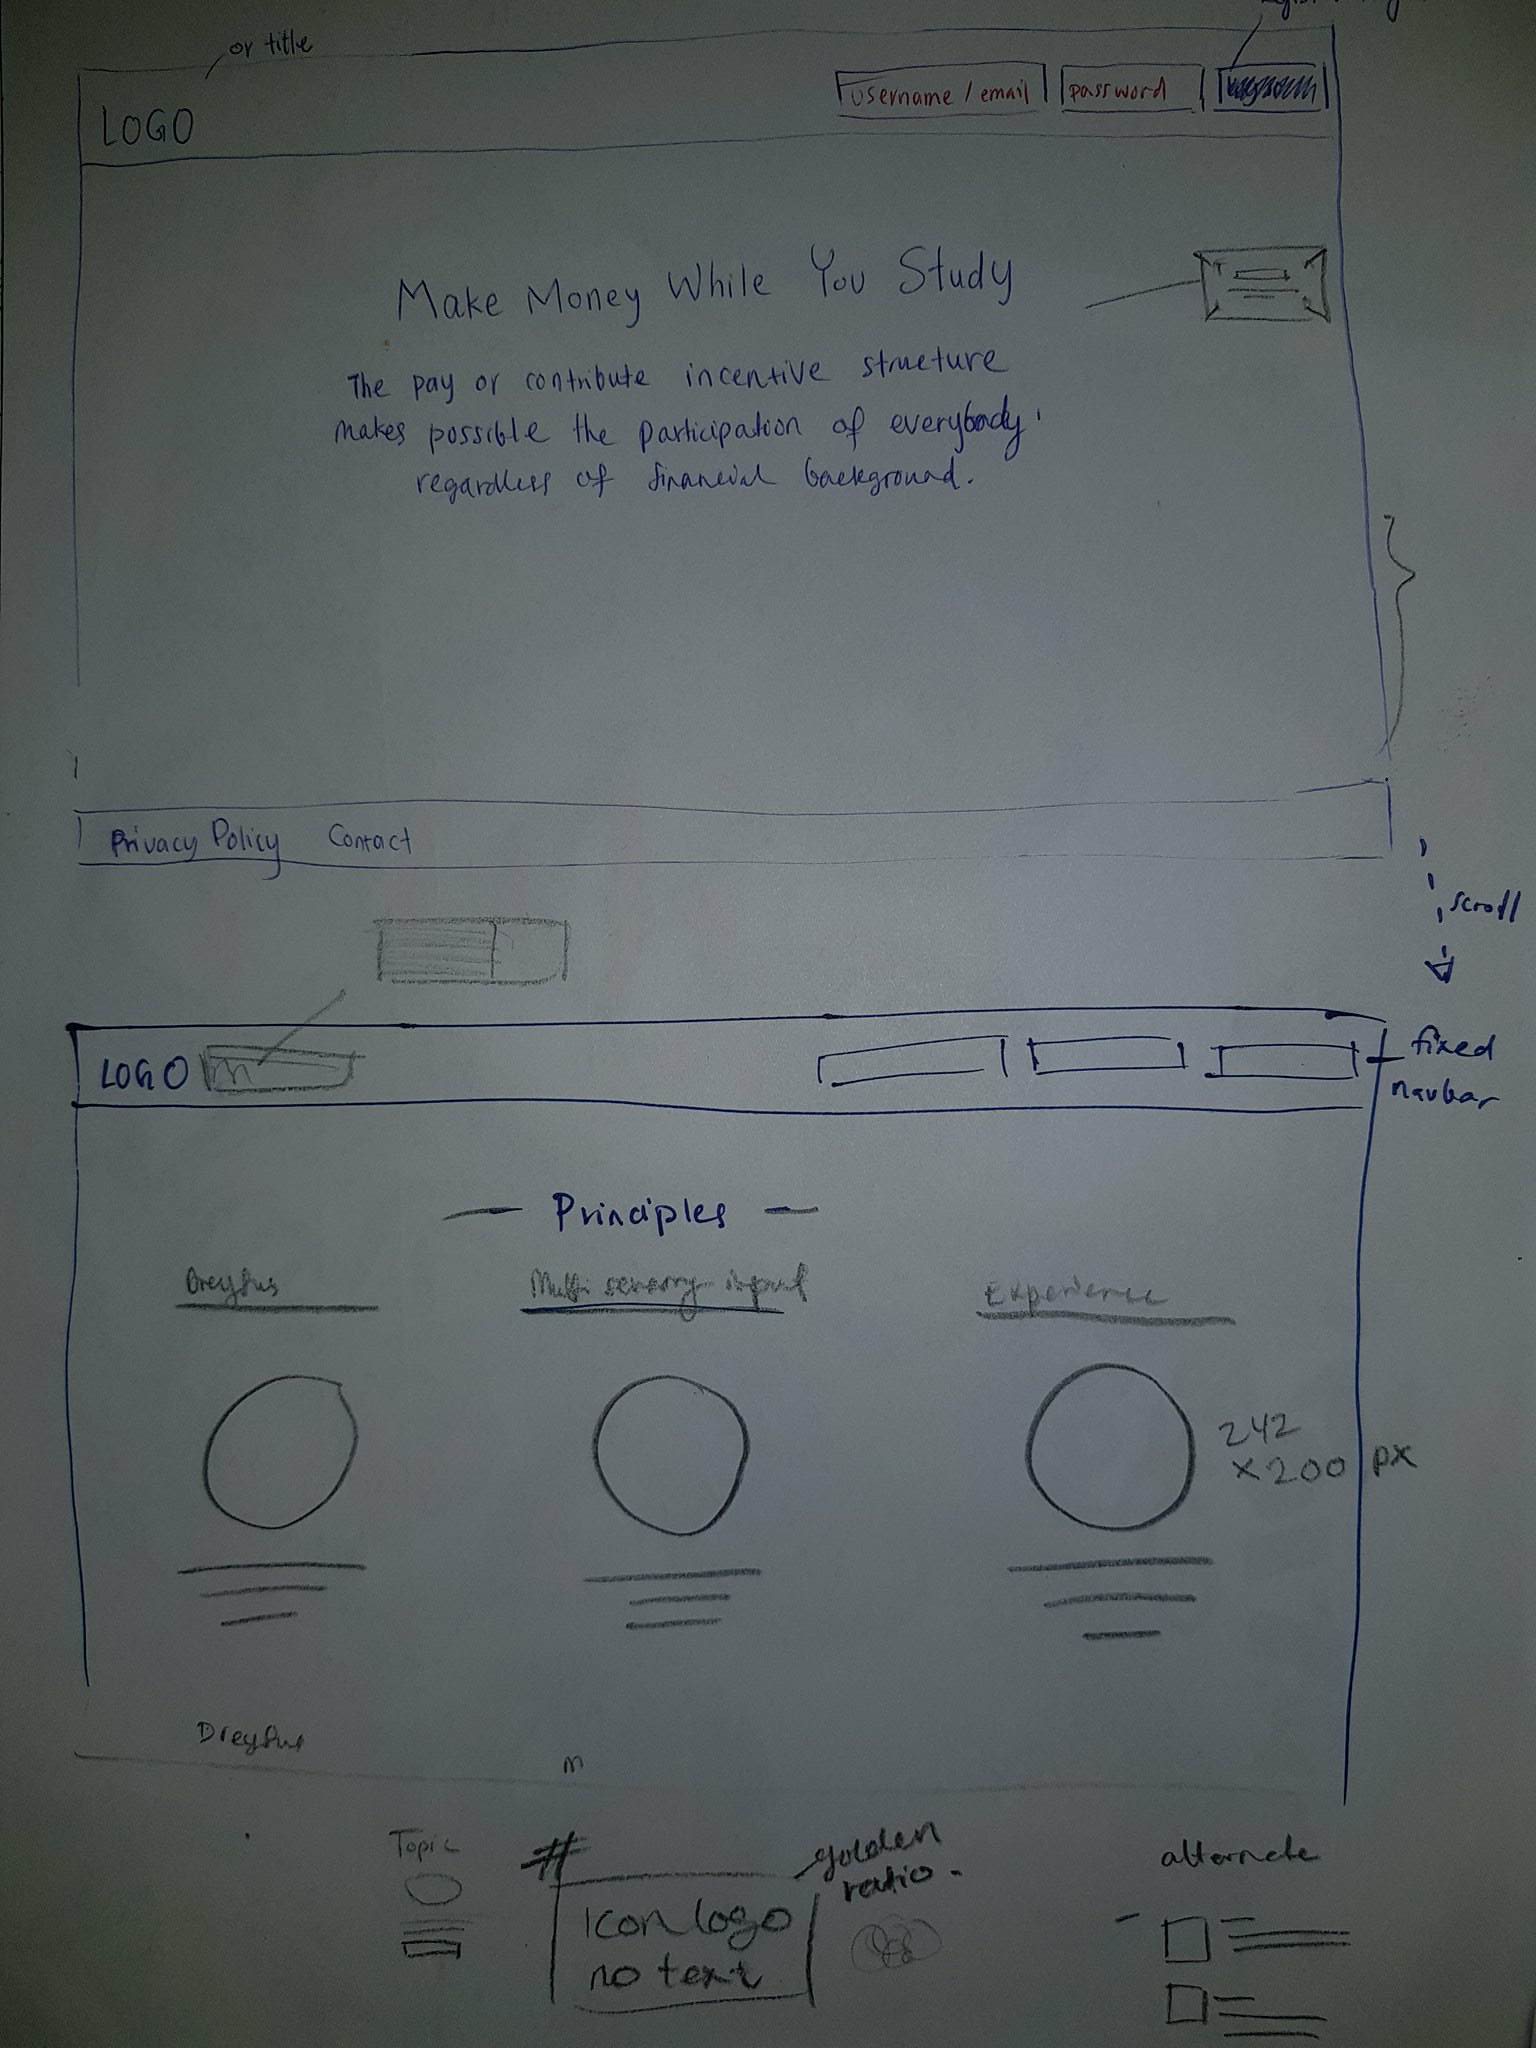 or title
LOGO
username / email
password
Make Money While You Study
The pay or contribute incentive structure
makes possible the participation of everybody,
regardless of financial background.
Privacy Policy Contact
scroll
LOGO
fixed
navbar
Principles
Dreyfus
Multi sensory input
Experience
242
x200 px
Dreyfus
m
Topic
#
golden
ratio.
icon logo
no text
alternate